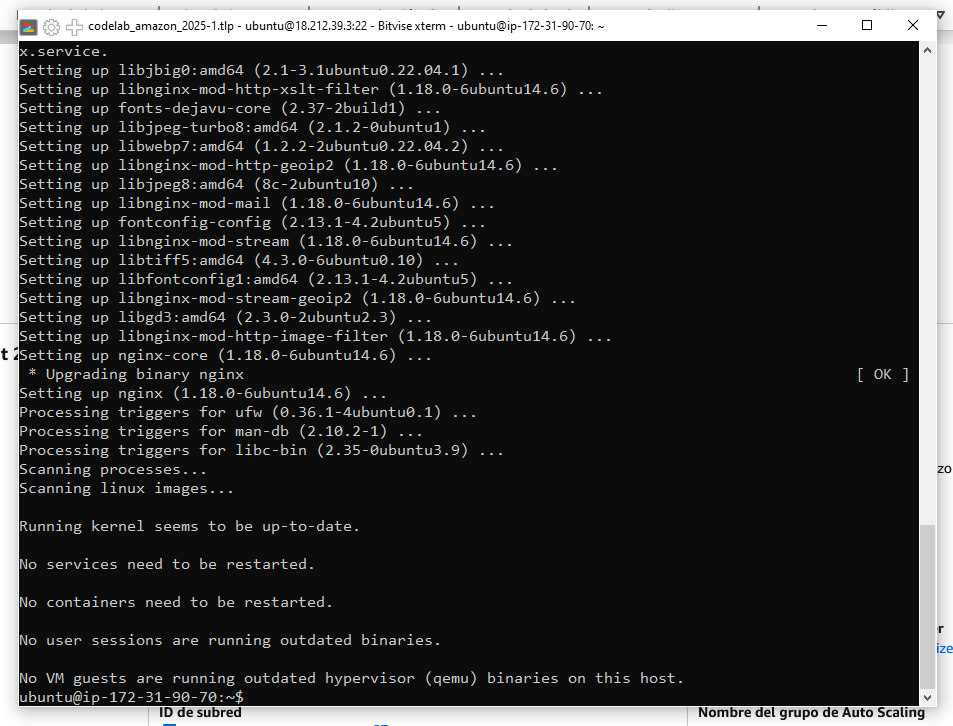 codelab_amazon_2025-1.tlp - ubuntu@18.212.39.3:22 - Bitvise xterm - ubuntu@ip-172-31-90-70: ~
x.service.
Setting up libjbig0:amd64 (2.1-3.1ubuntu0.22.04.1) ...
Setting up libnginx-mod-http-xslt-filter (1.18.0-6ubuntu14.6) ...
Setting up fonts-dejavu-core (2.37-2build1) ...
Setting up libjpeg-turbo8:amd64 (2.1.2-0ubuntu1) ...
Setting up libwebp7:amd64 (1.2.2-2ubuntu0.22.04.2) ...
Setting up libnginx-mod-http-geoip2 (1.18.0-6ubuntu14.6) ...
Setting up libjpeg8:amd64 (8c-2ubuntu10) ...
Setting up libnginx-mod-mail (1.18.0-6ubuntu14.6) ...
Setting up fontconfig-config (2.13.1-4.2ubuntu5) ...
Setting up libnginx-mod-stream (1.18.0-6ubuntu14.6) ...
Setting up libtiff5:amd64 (4.3.0-6ubuntu0.10) ...
Setting up libfontconfig1:amd64 (2.13.1-4.2ubuntu5) ...
Setting up libnginx-mod-stream-geoip2 (1.18.0-6ubuntu14.6) ...
Setting up libgd3:amd64 (2.3.0-2ubuntu2.3) ...
Setting up libnginx-mod-http-image-filter (1.18.0-6ubuntu14.6) ...
Setting up nginx-core (1.18.0-6ubuntu14.6) ...
* Upgrading binary nginx [ OK ]
Setting up nginx (1.18.0-6ubuntu14.6) ...
Processing triggers for ufw (0.36.1-4ubuntu0.1) ...
Processing triggers for man-db (2.10.2-1) ...
Processing triggers for libc-bin (2.35-0ubuntu3.9) ...
Scanning processes...
Scanning linux images...
Running kernel seems to be up-to-date.
No services need to be restarted.
No containers need to be restarted.
No user sessions are running outdated binaries.
No VM guests are running outdated hypervisor (qemu) binaries on this host.
ubuntu@ip-172-31-90-70:~$
zo
r
ize
ID de subred
Nombre del grupo de Auto Scaling